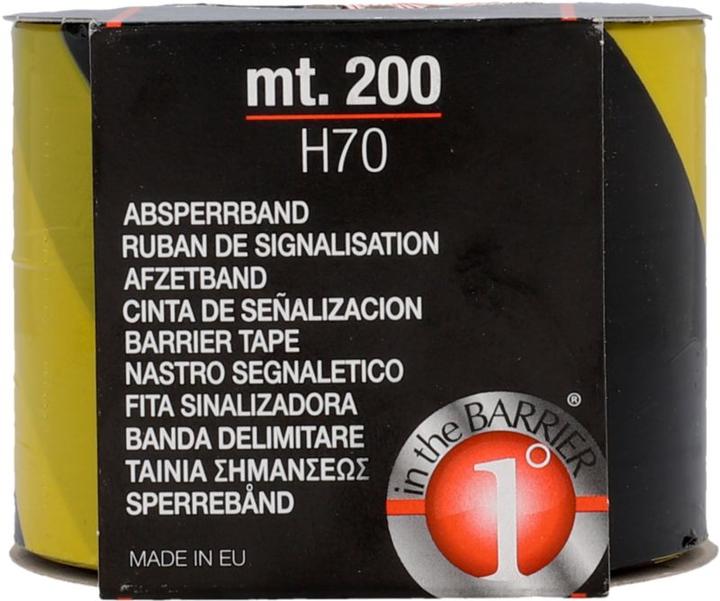 mt. 200
H70
ABSPERRBAND
RUBAN DE SIGNALISATION
AFZETBAND
CINTA DE SEÑALIZACION
BARRIER TAPE
NASTRO SEGNALETICO
FITA SINALIZADORA
BANDA DELIMITARE
ΤΑΙΝΙΑ ΣΗΜΑΝΣΕΩΣ
SPERREBÅND
MADE IN EU
in the BARRIER ®
1°